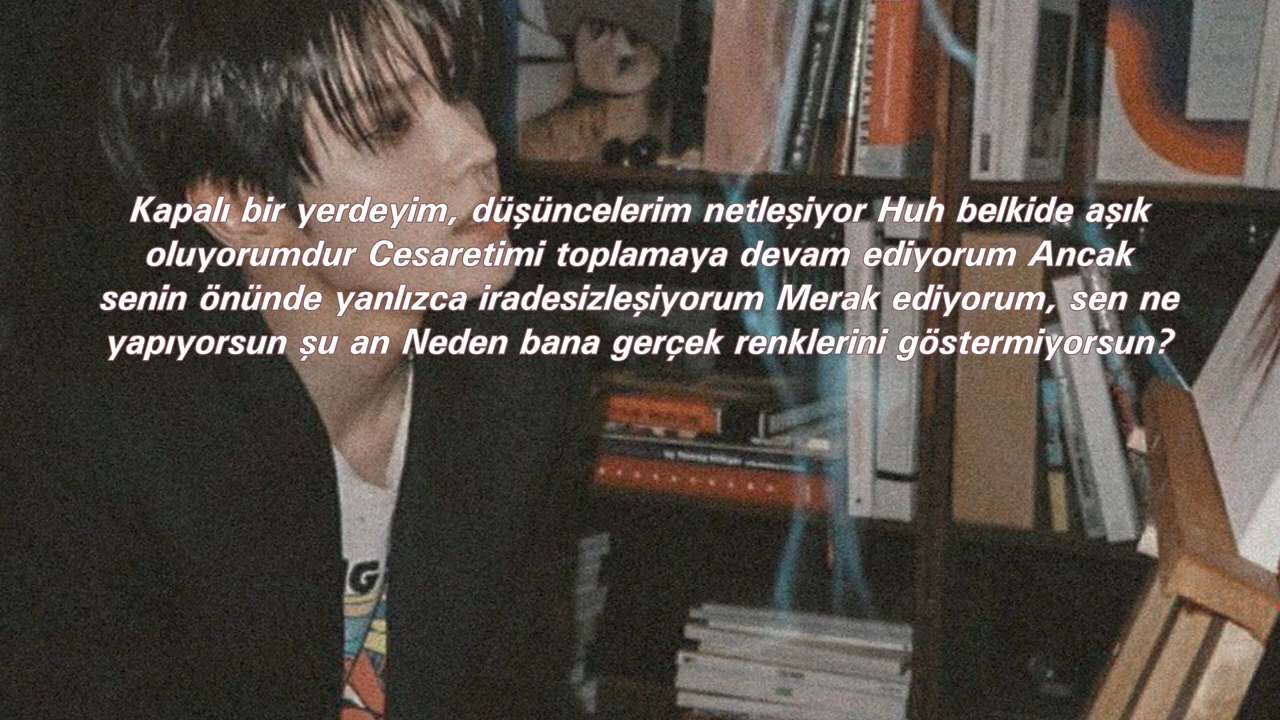 Kapalı bir yerdeyim, düşüncelerim netleşiyor Huh belkide aşık
oluyorumdur Cesaretimi toplamaya devam ediyorum Ancak
senin önünde yanlızca iradesizleşiyorum Merak ediyorum, sen ne
yapıyorsun şu an Neden bana gerçek renklerini göstermiyorsun?
G